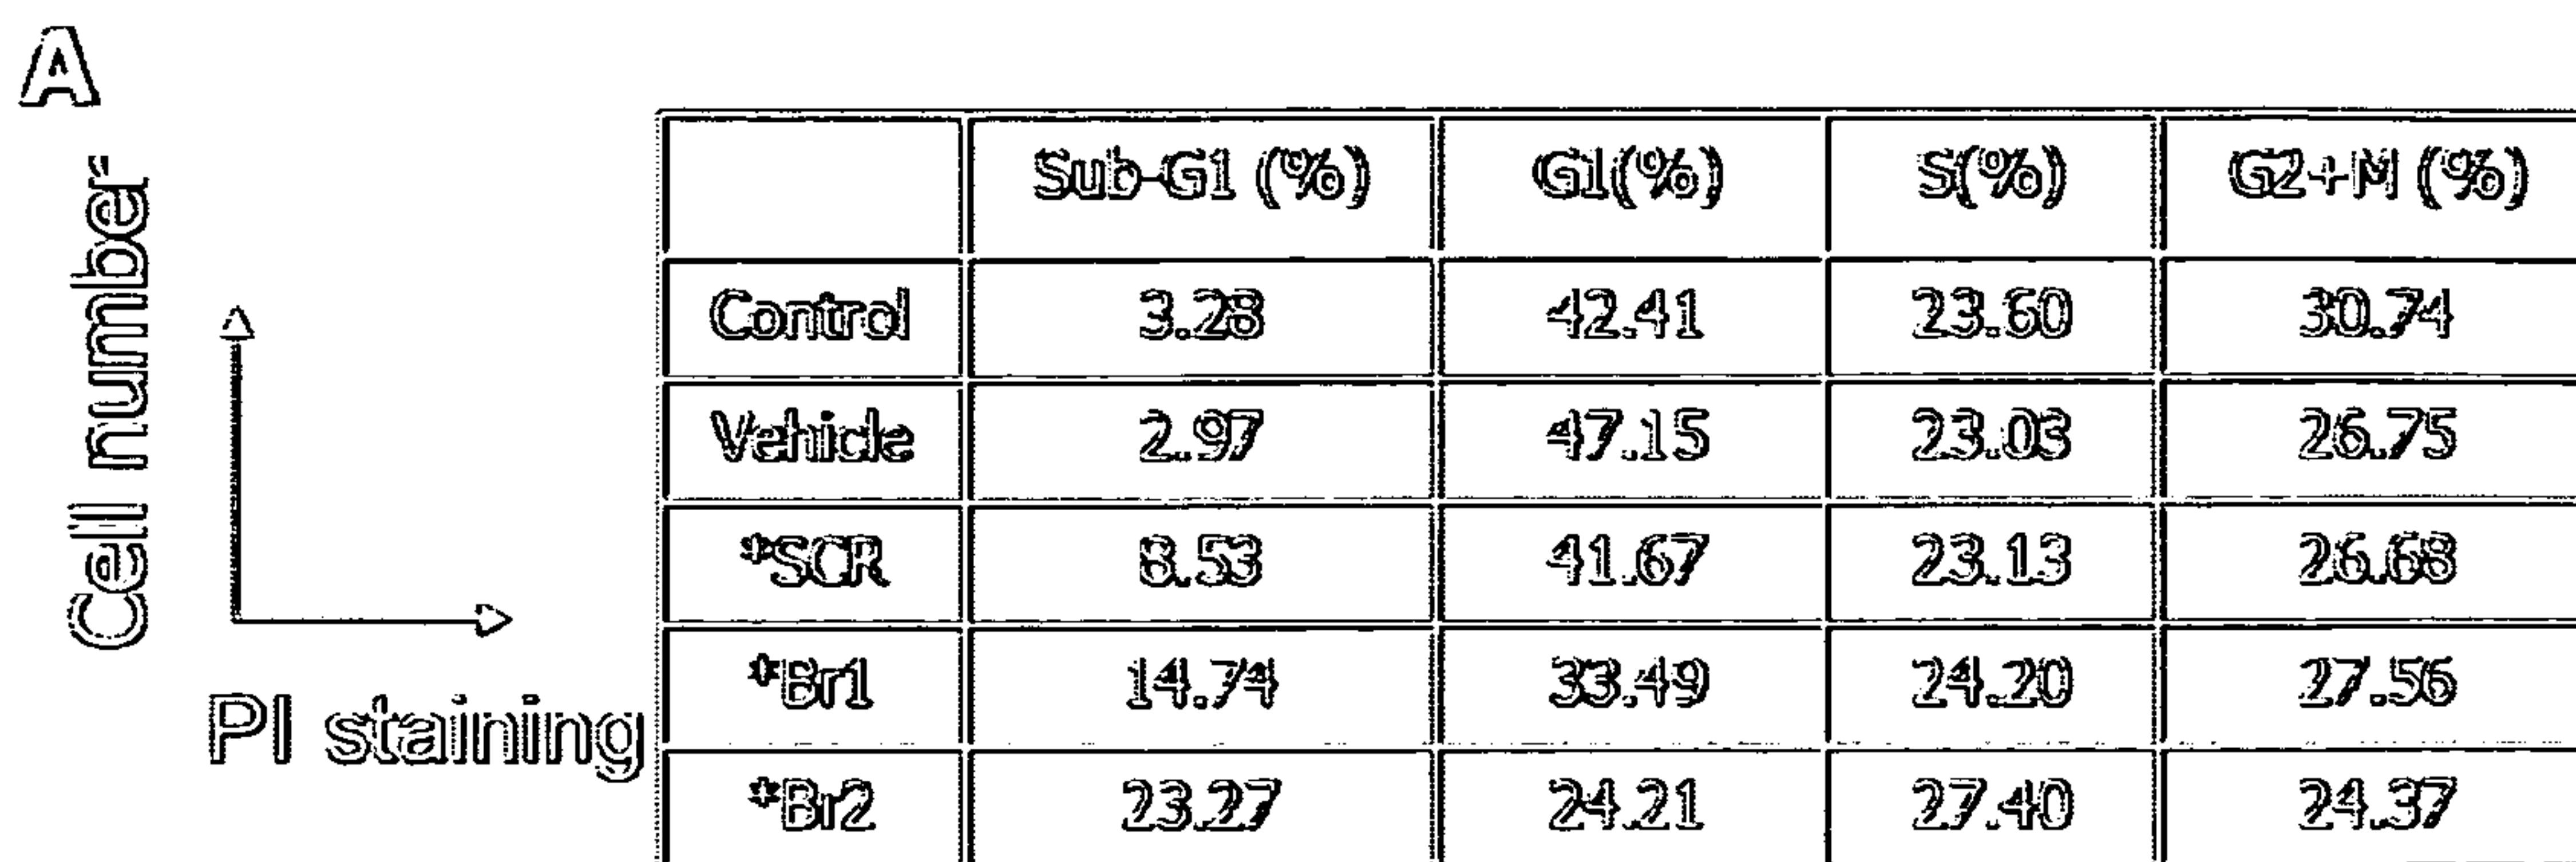 A
Cell number
PI staining
Sub-G1 (%) G1(%) S(%) G2+M (%)
Control 3.28 42.41 23.60 30.74
Vehicle 2.97 47.15 23.03 26.75
*SCR 8.53 41.67 23.13 26.68
*Br1 14.74 33.49 24.20 27.56
*Br2 23.27 24.21 27.40 24.37